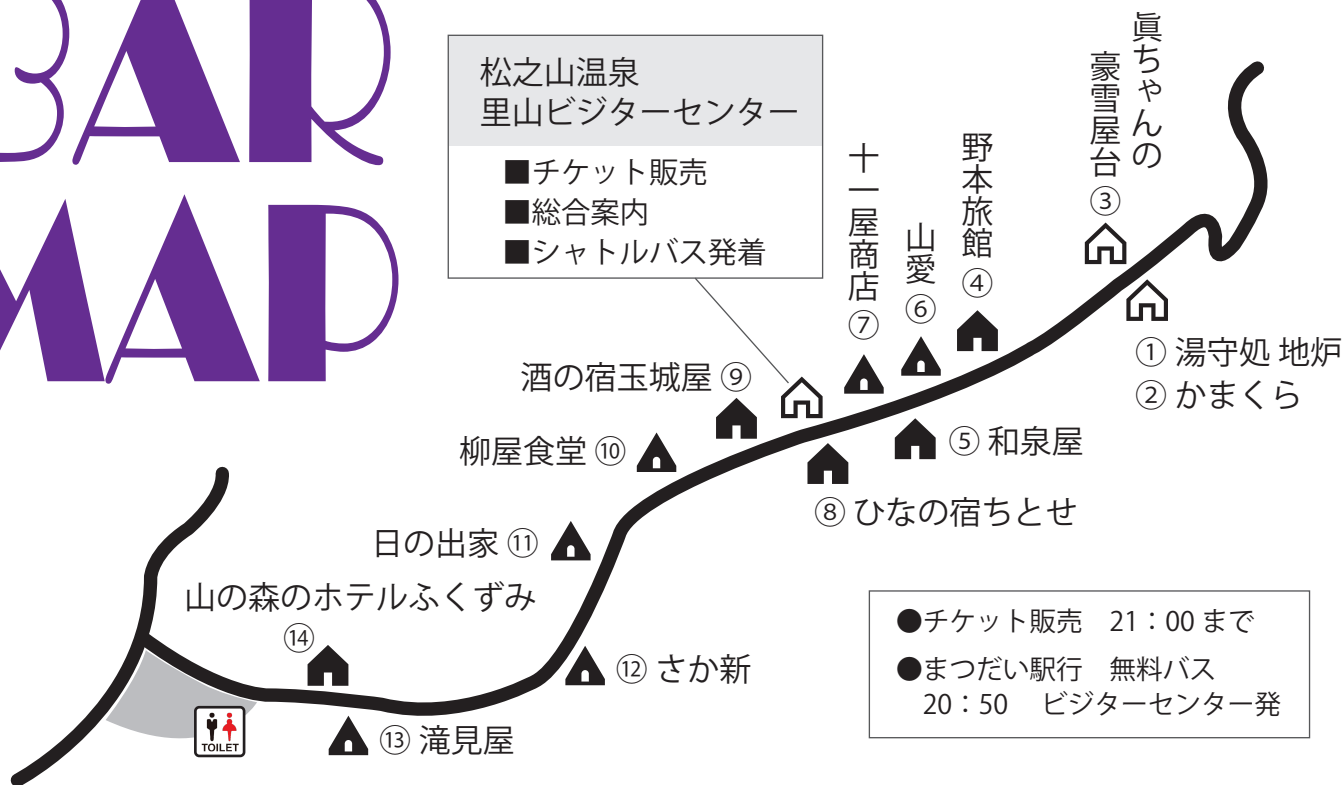 BAR
MAP
松之山温泉
里山ビジターセンター
■チケット販売
■総合案内
■シャトルバス発着
眞ちゃんの
豪雪屋台③
野本旅館④
山愛⑥
十一屋商店⑦
① 湯守処 地炉
② かまくら
酒の宿玉城屋 ⑨
柳屋食堂 ⑩
⑤ 和泉屋
⑧ ひなの宿ちとせ
日の出家 ⑪
山の森のホテルふくずみ
⑭
⑫ さか新
⑬ 滝見屋
TOILET
●チケット販売 21：00 まで
●まつだい駅行 無料バス
20：50 ビジターセンター発